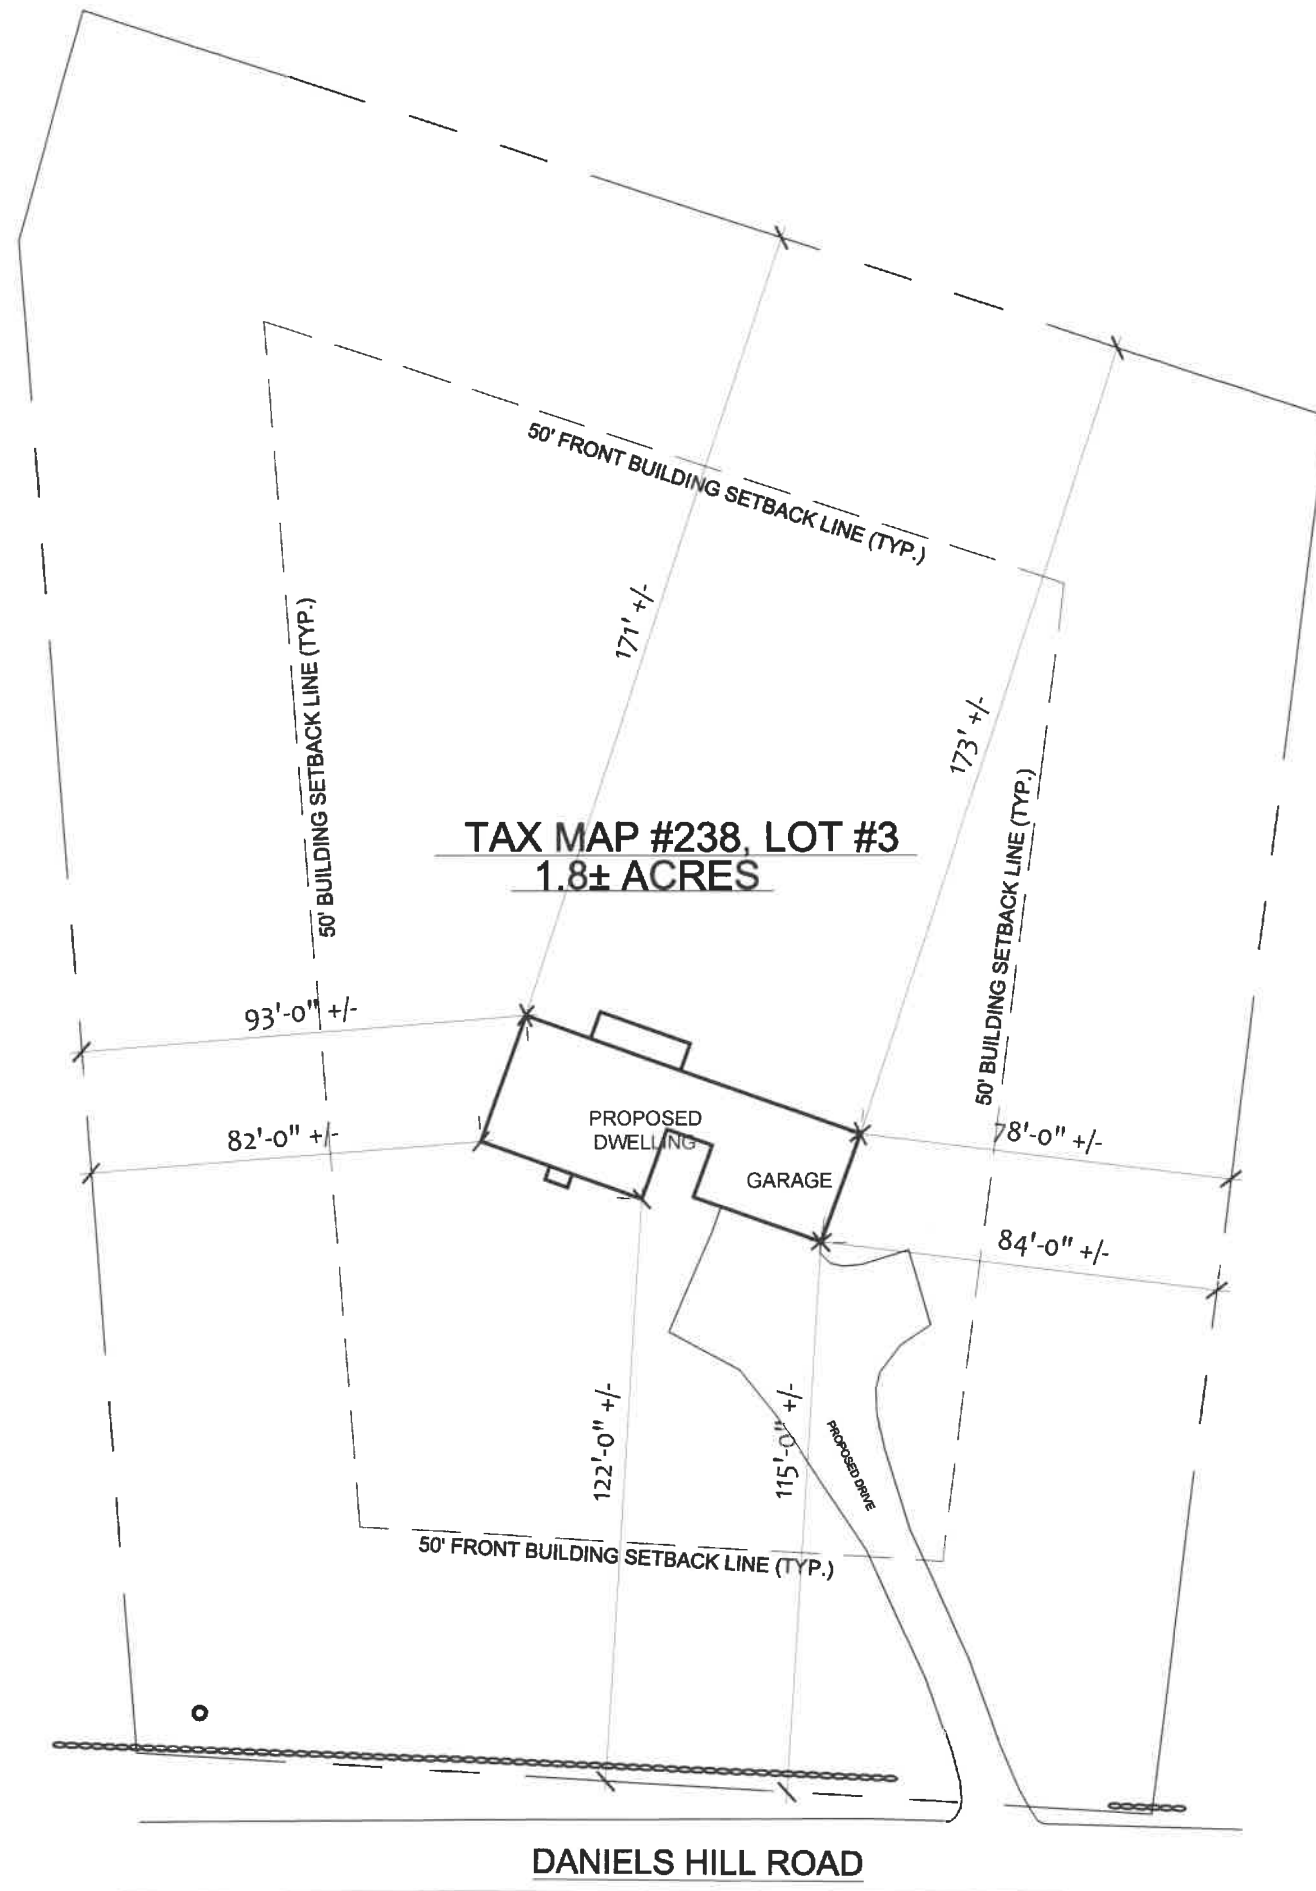 50' FRONT BUILDING SETBACK LINE (TYP.)
171' +/-
50' BUILDING SETBACK LINE (TYP.)
173' +/-
50' BUILDING SETBACK LINE (TYP.)
TAX MAP #238, LOT #3
1.8± ACRES
93'-0" +/-
82'-0" +/-
PROPOSED
DWELLING
GARAGE
78'-0" +/-
84'-0" +/-
122'-0" +/-
115'-0" +/-
PROPOSED DRIVE
50' FRONT BUILDING SETBACK LINE (TYP.)
DANIELS HILL ROAD